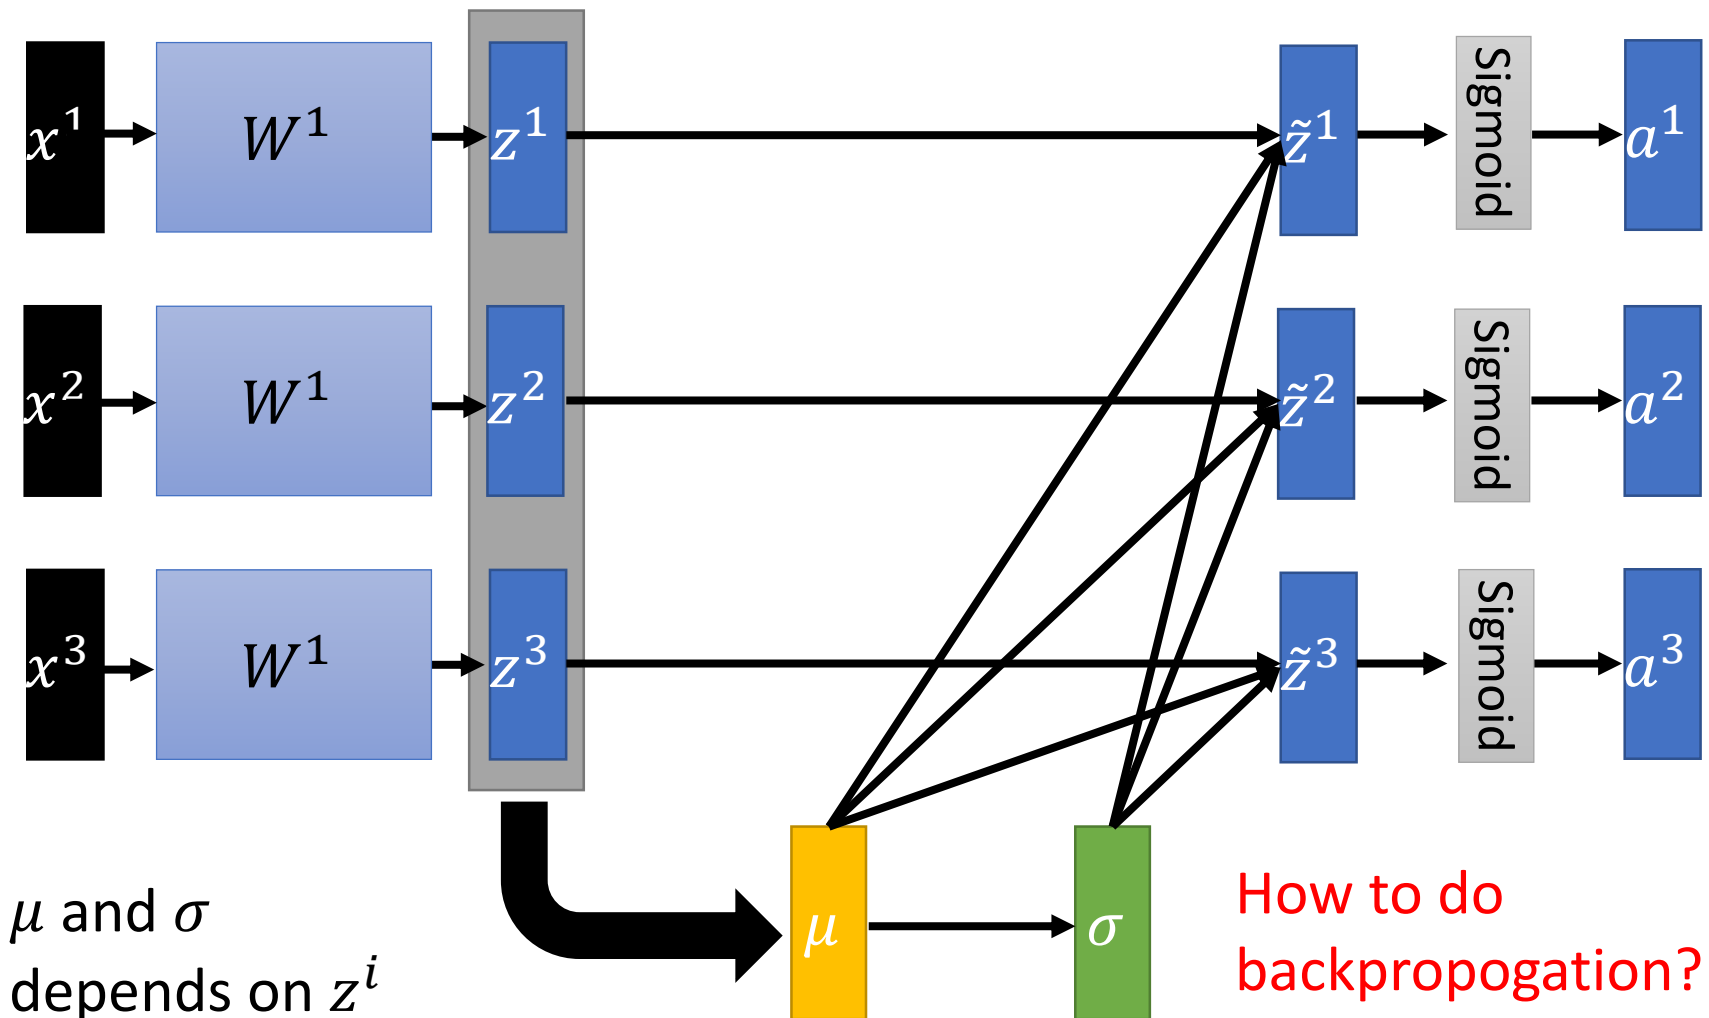 x¹ W¹ z¹ z̃¹ Sigmoid a¹
x² W¹ z² z̃² Sigmoid a²
x³ W¹ z³ z̃³ Sigmoid a³
μ σ
μ and σ
depends on zⁱ
How to do
backpropogation?